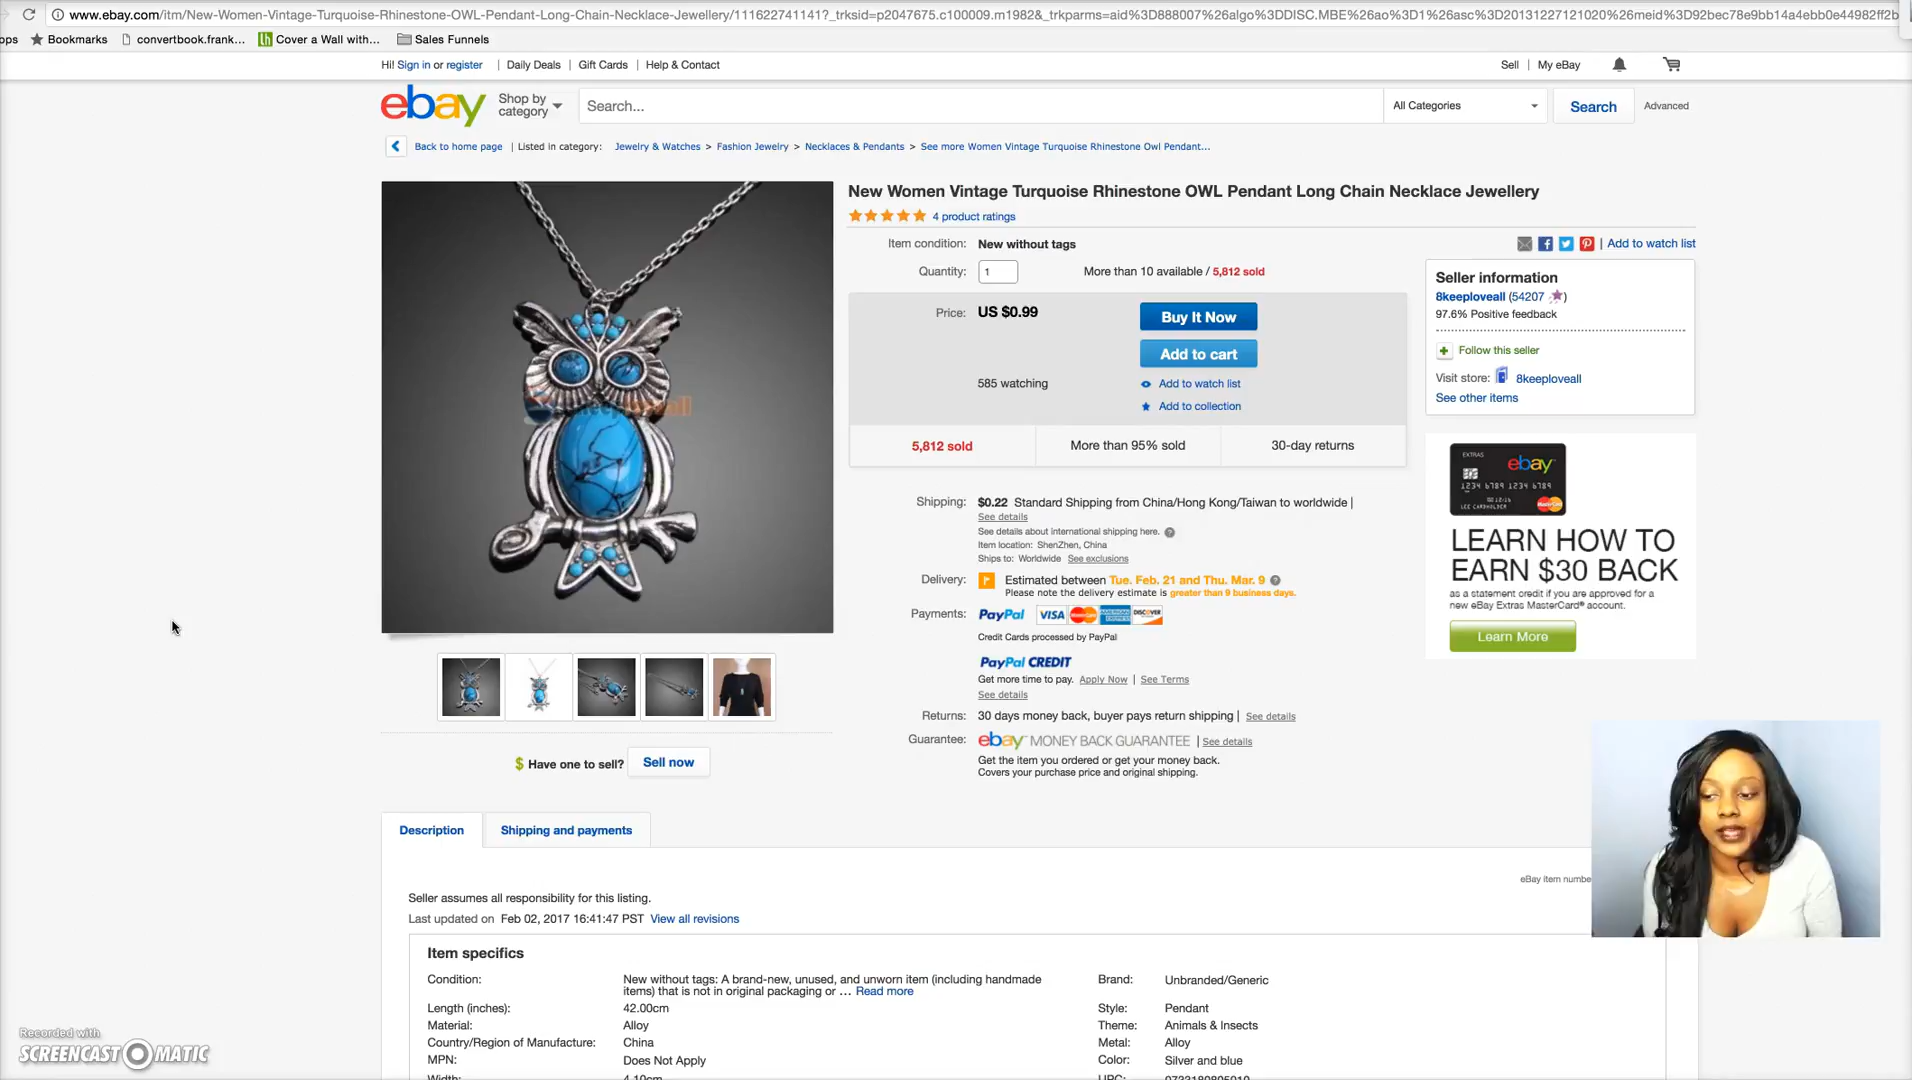 www.ebay.com/itm/New-Women-Vintage-Turquoise-Rhinestone-OWL-Pendant-Long-Chain-Necklace-Jewellery/111622741141?_trksid=p2047675.c100009.m1982&_trkparms=aid%3D888007%26algo%3DDISC.MBE%26ao%3D1%26asc%3D20131227121020%26meid%3D92bec78e9bb14a4ebb0e44982ff2b
Bookmarks convertbook.frank... Cover a Wall with... Sales Funnels
Hi! Sign in or register | Daily Deals | Gift Cards | Help & Contact Sell | My eBay
ebay Shop by category Search... All Categories Search Advanced
Back to home page | Listed in category: Jewelry & Watches > Fashion Jewelry > Necklaces & Pendants > See more Women Vintage Turquoise Rhinestone Owl Pendant...
New Women Vintage Turquoise Rhinestone OWL Pendant Long Chain Necklace Jewellery
4 product ratings
Item condition: New without tags
| Add to watch list
Quantity: 1 More than 10 available / 5,812 sold
Price: US $0.99 Buy It Now
Add to cart
585 watching Add to watch list
Add to collection
5,812 sold More than 95% sold 30-day returns
Seller information
8keeploveall (54207 )
97.6% Positive feedback
Follow this seller
Visit store: 8keeploveall
See other items
Shipping: $0.22 Standard Shipping from China/Hong Kong/Taiwan to worldwide |
See details
See details about international shipping here.
Item location: ShenZhen, China
Ships to: Worldwide See exclusions
Delivery: Estimated between Tue. Feb. 21 and Thu. Mar. 9
Please note the delivery estimate is greater than 9 business days.
Payments: PayPal VISA MasterCard AMERICAN EXPRESS DISCOVER
Credit Cards processed by PayPal
PayPal CREDIT
Get more time to pay. Apply Now | See Terms
See details
Returns: 30 days money back, buyer pays return shipping | See details
Guarantee: ebay MONEY BACK GUARANTEE | See details
Get the item you ordered or get your money back.
Covers your purchase price and original shipping.
EXTRAS ebay
1234 6789 1234 6789
LEE CARDHOLDER
MasterCard
LEARN HOW TO
EARN $30 BACK
as a statement credit if you are approved for a
new eBay Extras MasterCard® account.
Learn More
$ Have one to sell? Sell now
Description Shipping and payments
eBay item numbe
Seller assumes all responsibility for this listing.
Last updated on Feb 02, 2017 16:41:47 PST View all revisions
Item specifics
Condition: New without tags: A brand-new, unused, and unworn item (including handmade
items) that is not in original packaging or ... Read more
Brand: Unbranded/Generic
Length (inches): 42.00cm Style: Pendant
Material: Alloy Theme: Animals & Insects
Country/Region of Manufacture: China Metal: Alloy
MPN: Does Not Apply Color: Silver and blue
Recorded with
SCREENCAST MATIC